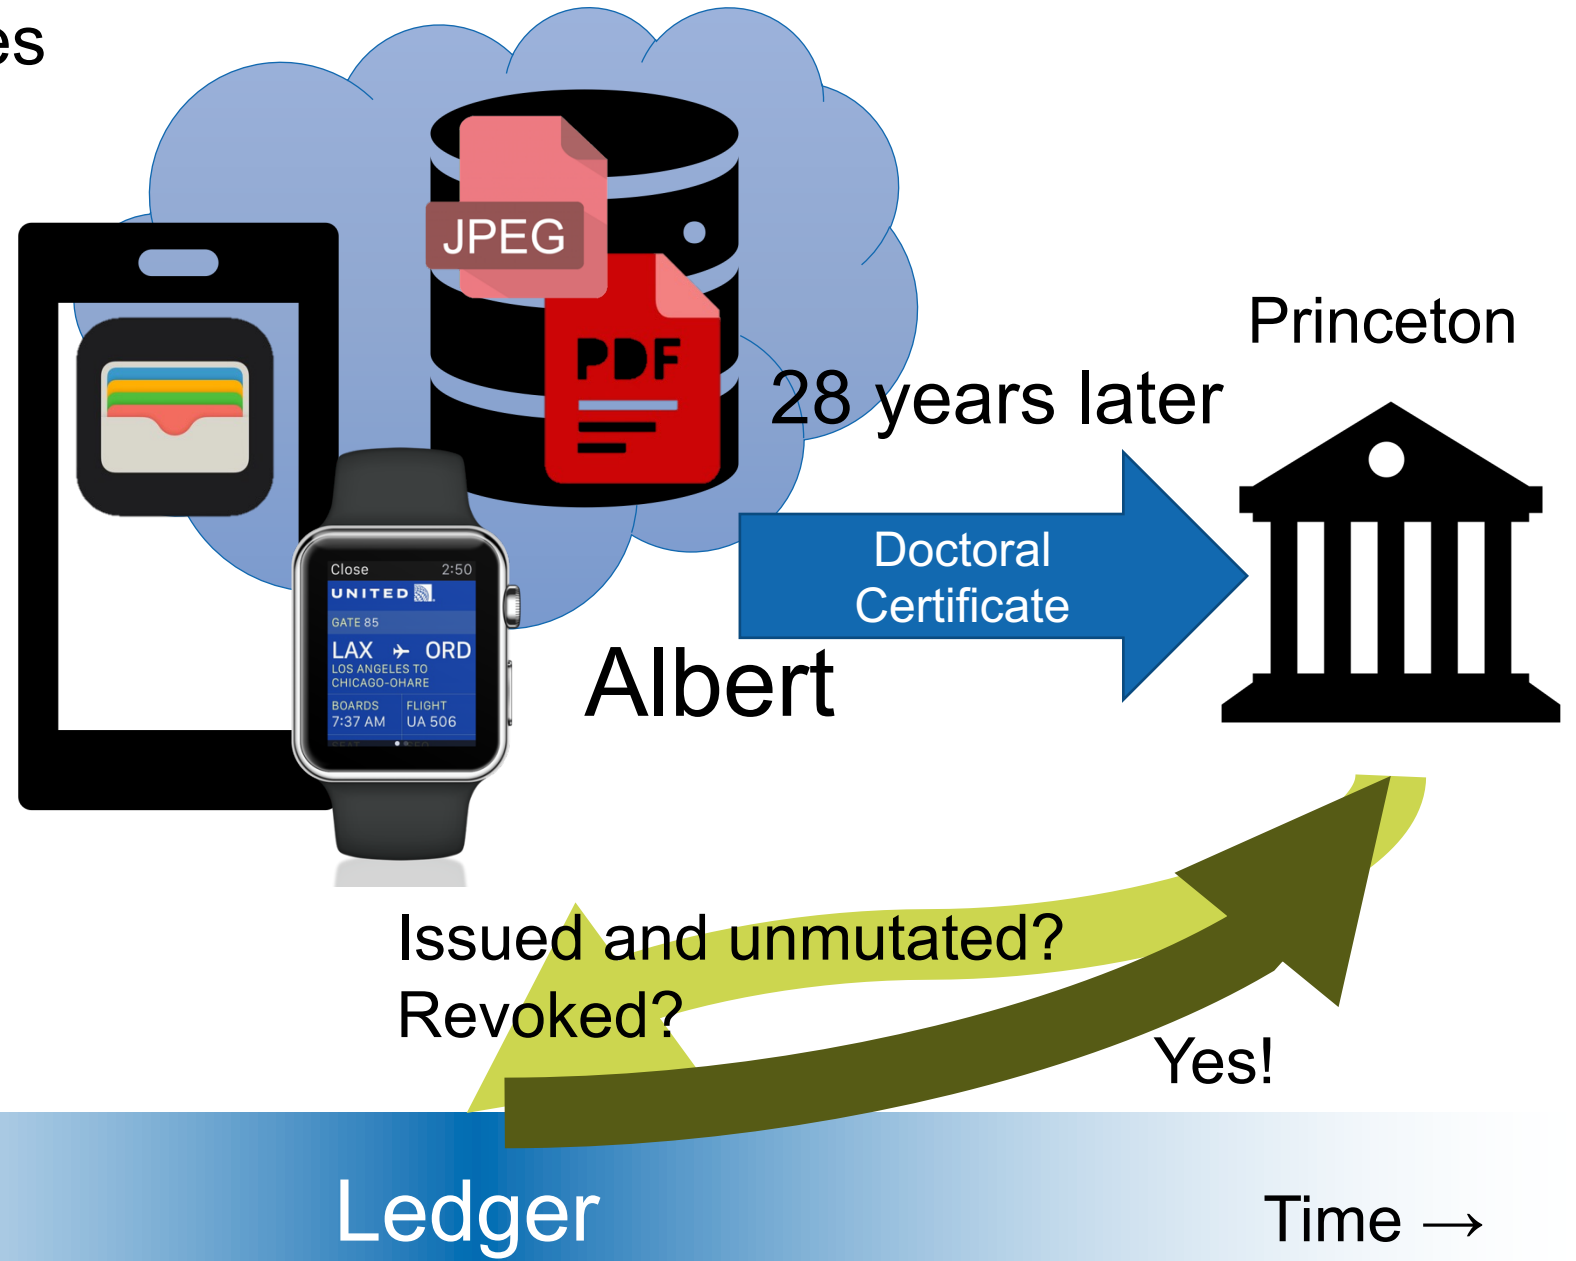 es
JPEG
PDF
Princeton
28 years later
Doctoral
Certificate
Close 2:50
UNITED
GATE 85
LAX ✈ ORD
LOS ANGELES TO
CHICAGO-OHARE
BOARDS FLIGHT
7:37 AM UA 506
Albert
Issued and unmutated?
Revoked?
Yes!
Ledger
Time →